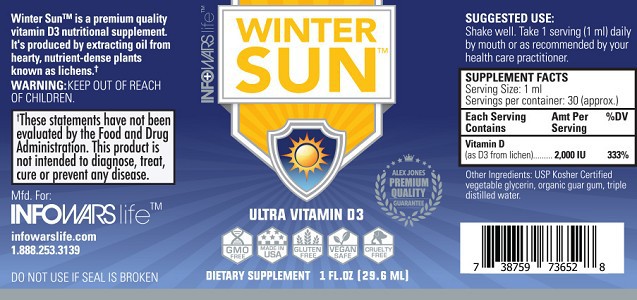 Winter Sun™ is a premium quality
vitamin D3 nutritional supplement.
It's produced by extracting oil from
hearty, nutrient-dense plants
known as lichens.†
WARNING: KEEP OUT OF REACH
OF CHILDREN.
†These statements have not been
evaluated by the Food and Drug
Administration. This product is
not intended to diagnose, treat,
cure or prevent any disease.
Mfd. For:
INFOWARS life™
infowarslife.com
1.888.253.3139
DO NOT USE IF SEAL IS BROKEN
INFOWARS life™
WINTER
SUN™
ALEX JONES
PREMIUM
QUALITY
GUARANTEE
ULTRA VITAMIN D3
GMO
FREE
MADE IN
USA
GLUTEN
FREE
VEGAN
SAFE
CRUELTY
FREE
DIETARY SUPPLEMENT 1 FL.OZ (29.6 ML)
SUGGESTED USE:
Shake well. Take 1 serving (1 ml) daily
by mouth or as recommended by your
health care practitioner.
SUPPLEMENT FACTS
Serving Size: 1 ml
Servings per container: 30 (approx.)
Each Serving Contains Amt Per Serving %DV
Vitamin D
(as D3 from lichen).......... 2,000 IU 333%
Other Ingredients: USP Kosher Certified
vegetable glycerin, organic guar gum, triple
distilled water.
7 38759 73652 8